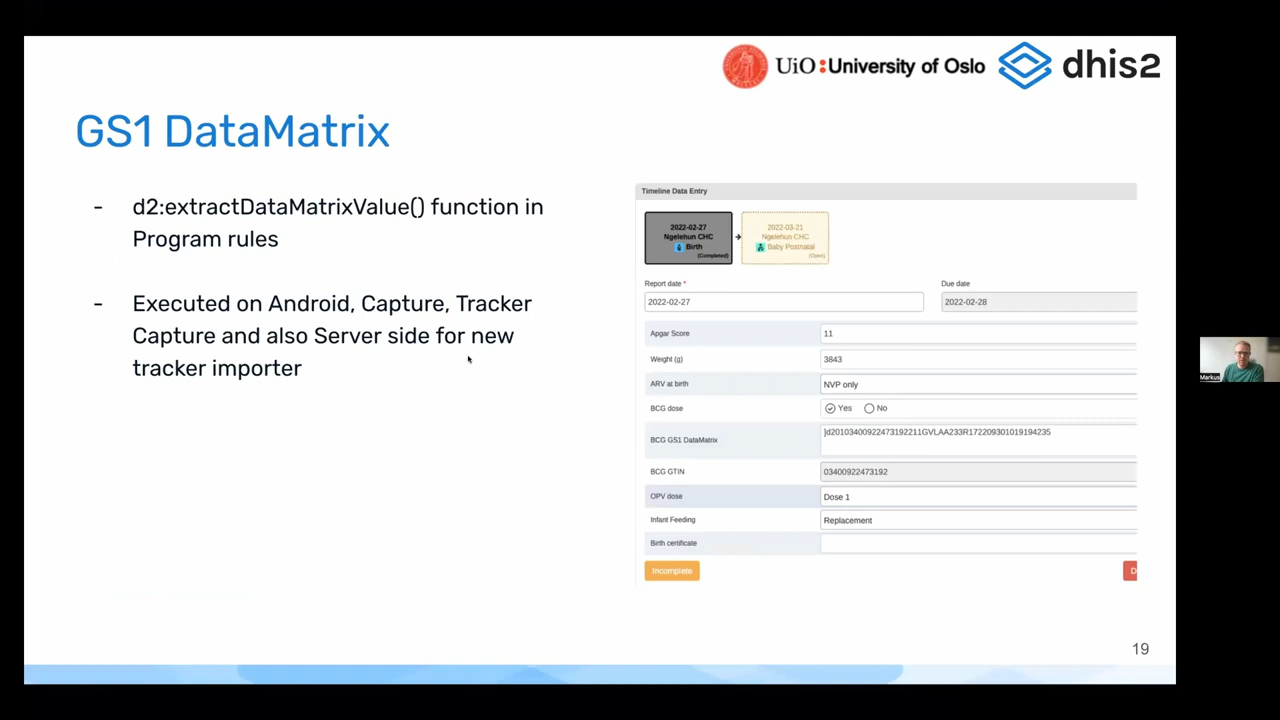 UiO:University of Oslo
dhis2
GS1 DataMatrix
- d2:extractDataMatrixValue() function in
Program rules
- Executed on Android, Capture, Tracker
Capture and also Server side for new
tracker importer
Timeline Data Entry
2022-02-27
Ngelehun CHC
Birth
(Completed)
2022-03-21
Ngelehun CHC
Baby Postnatal
(Open)
Report date *
Due date
2022-02-27
2022-02-28
Apgar Score
11
Weight (g)
3843
ARV at birth
NVP only
BCG dose
Yes
No
BCG GS1 DataMatrix
]d20103400922473192211GVLAA233R172209301019194235
BCG GTIN
03400922473192
OPV dose
Dose 1
Infant Feeding
Replacement
Birth certificate
Incomplete
D
19
Markus